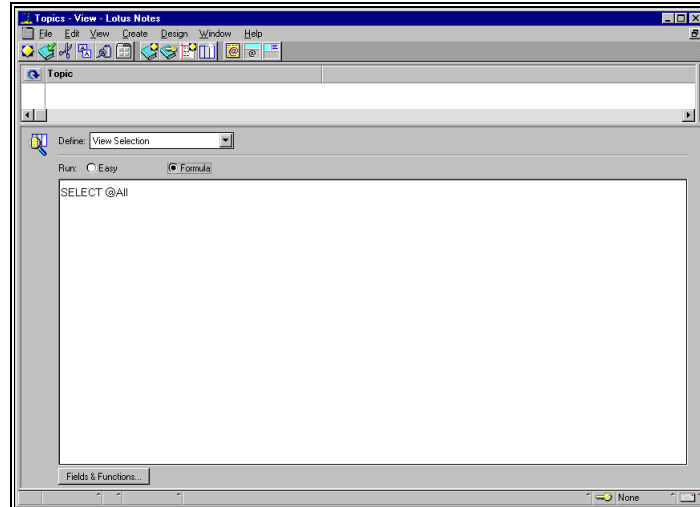 Topics - View - Lotus Notes
File Edit View Create Design Window Help
Topic
Define: View Selection
Run: Easy Formula
SELECT @All
Fields & Functions...
None